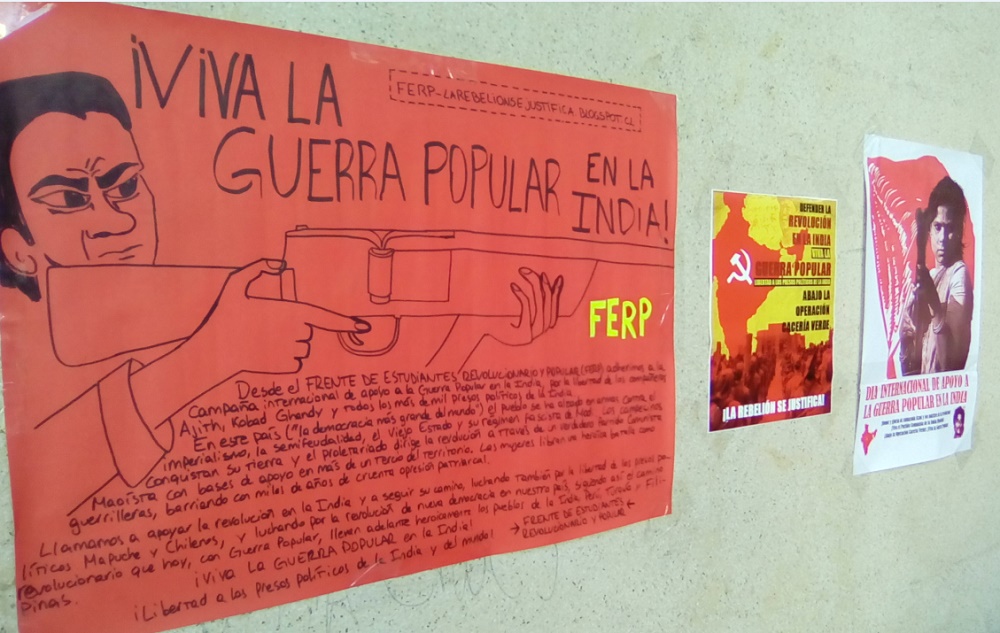 ¡VIVA LA
GUERRA POPULAR EN LA
INDIA!
FERP-LAREBELIONSEJUSTIFICA.BLOGSPOT.CL
FERP
Desde el FRENTE DE ESTUDIANTES REVOLUCIONARIO Y POPULAR (FERP) adherimos a la
Campaña internacional de apoyo a la Guerra Popular en la India, por la libertad de los compañeros
Ajith, Kobad Ghandy y todos los más de mil presos políticos de la India.
En este país ("la democracia más grande del mundo") el pueblo se ha alzado en armas contra el
imperialismo, la semifeudalidad, el Viejo Estado y su régimen fascista de Modi. Los campesinos
conquistan su tierra y el proletariado dirige la revolución a través de un verdadero Partido Comunista
Maoísta con bases de apoyo en más de un tercio del territorio. Las mujeres libran una heroica batalla como
guerrilleras, barriendo con miles de años de cruenta opresión patriarcal.
Llamamos a apoyar la revolución en la India y a seguir su camino, luchando también por la libertad de los presos po-
líticos Mapuche y Chilenos, y luchando por la revolución de nueva democracia en nuestro país, siguiendo así el camino
revolucionario que hoy, con Guerra Popular, llevan adelante heroicamente los pueblos de la India, Perú, Turquía y Fili-
pinas.
¡Viva LA GUERRA POPULAR en la India!
¡Libertad a los presos políticos de la India y del mundo!
→FRENTE DE ESTUDIANTES←
REVOLUCIONARIO Y POPULAR
DEFENDER LA
REVOLUCIÓN
EN LA INDIA
VIVA LA
GUERRA POPULAR
ABAJO LA
OPERACIÓN
CACERÍA VERDE
¡LA REBELIÓN SE JUSTIFICA!
DIA INTERNACIONAL DE APOYO A
LA GUERRA POPULAR EN LA INDIA